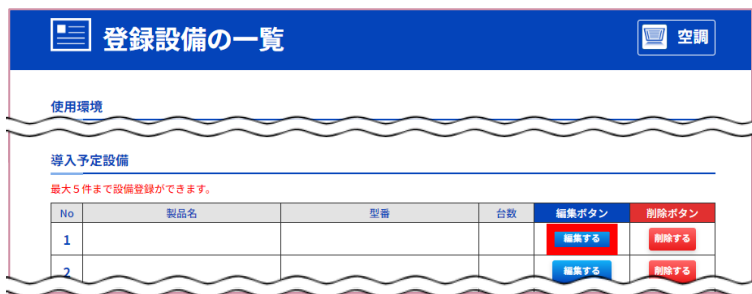 登録設備の一覧 空調
使用環境
導入予定設備
最大5件まで設備登録ができます。
No 製品名 型番 台数 編集ボタン 削除ボタン
1 編集する 削除する
2 編集する 削除する